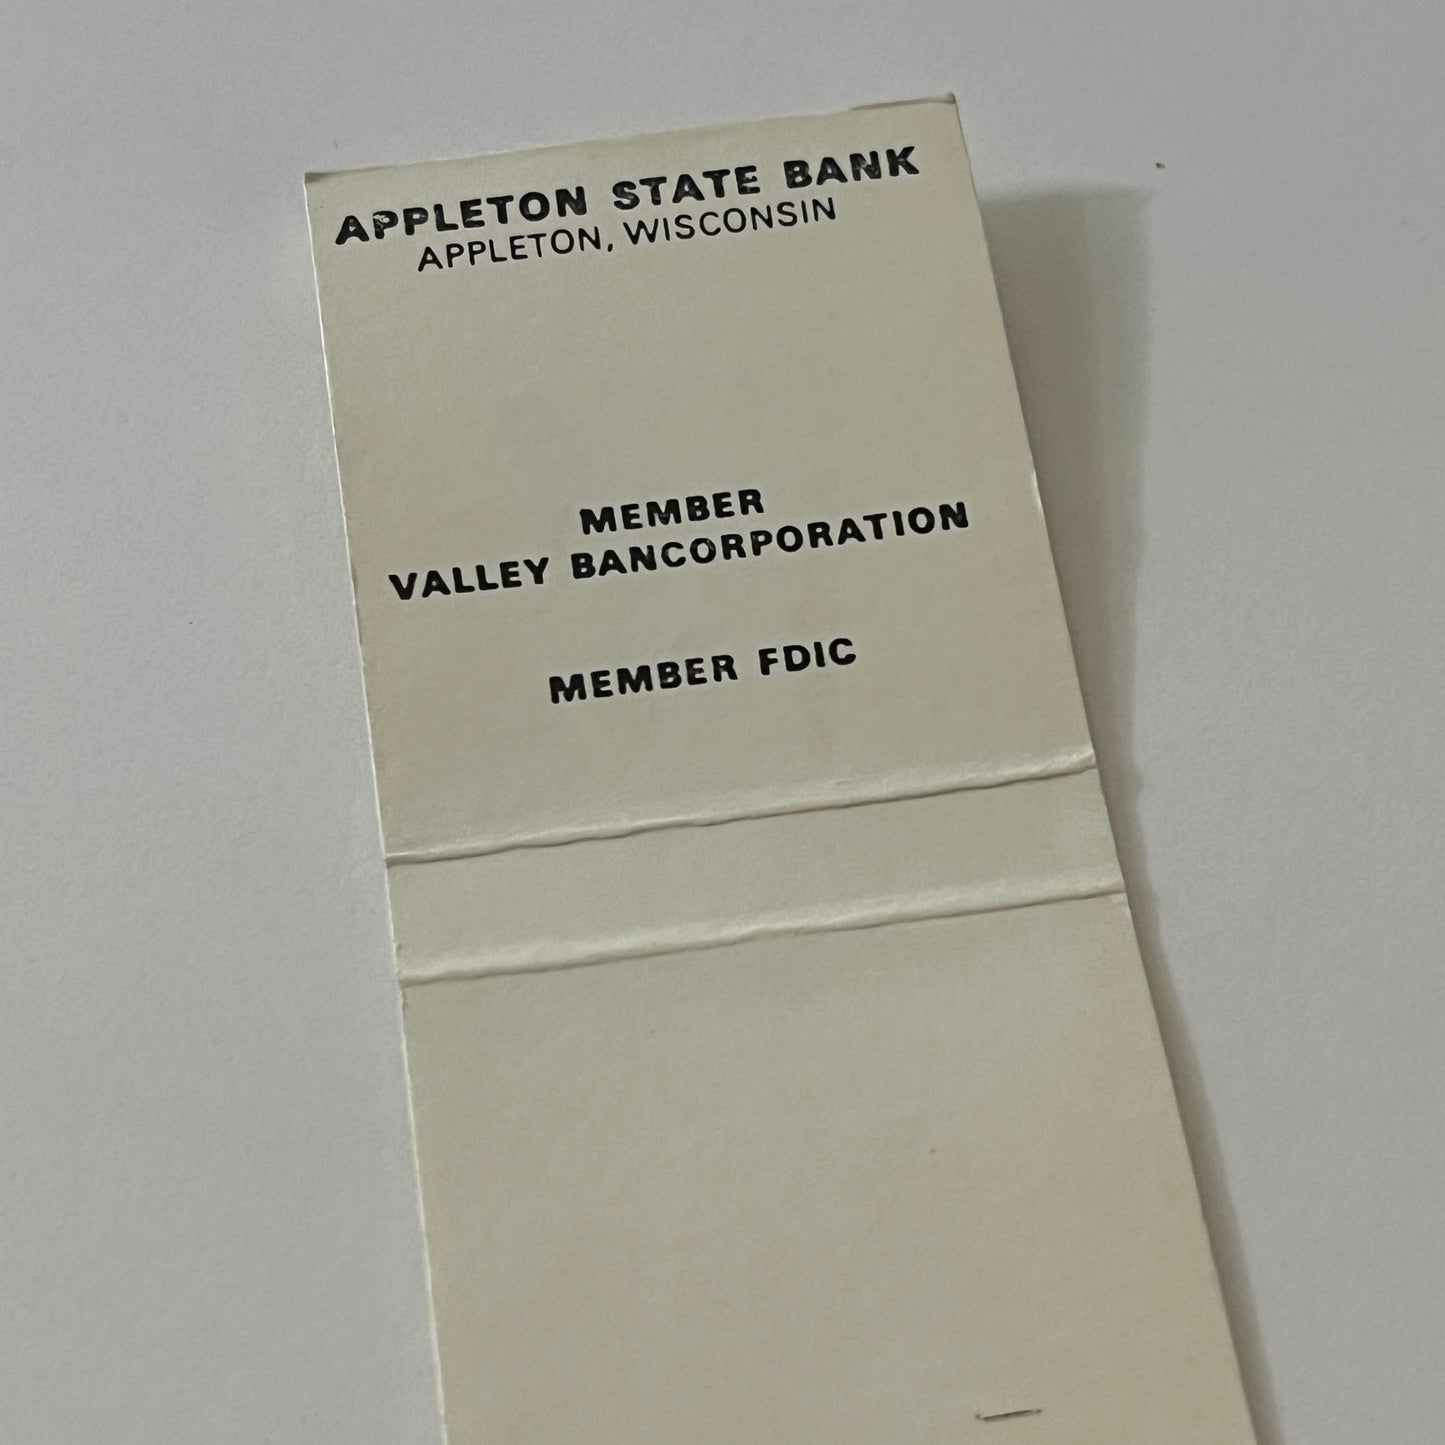 APPLETON STATE BANK
APPLETON, WISCONSIN
MEMBER
VALLEY BANCORPORATION
MEMBER FDIC